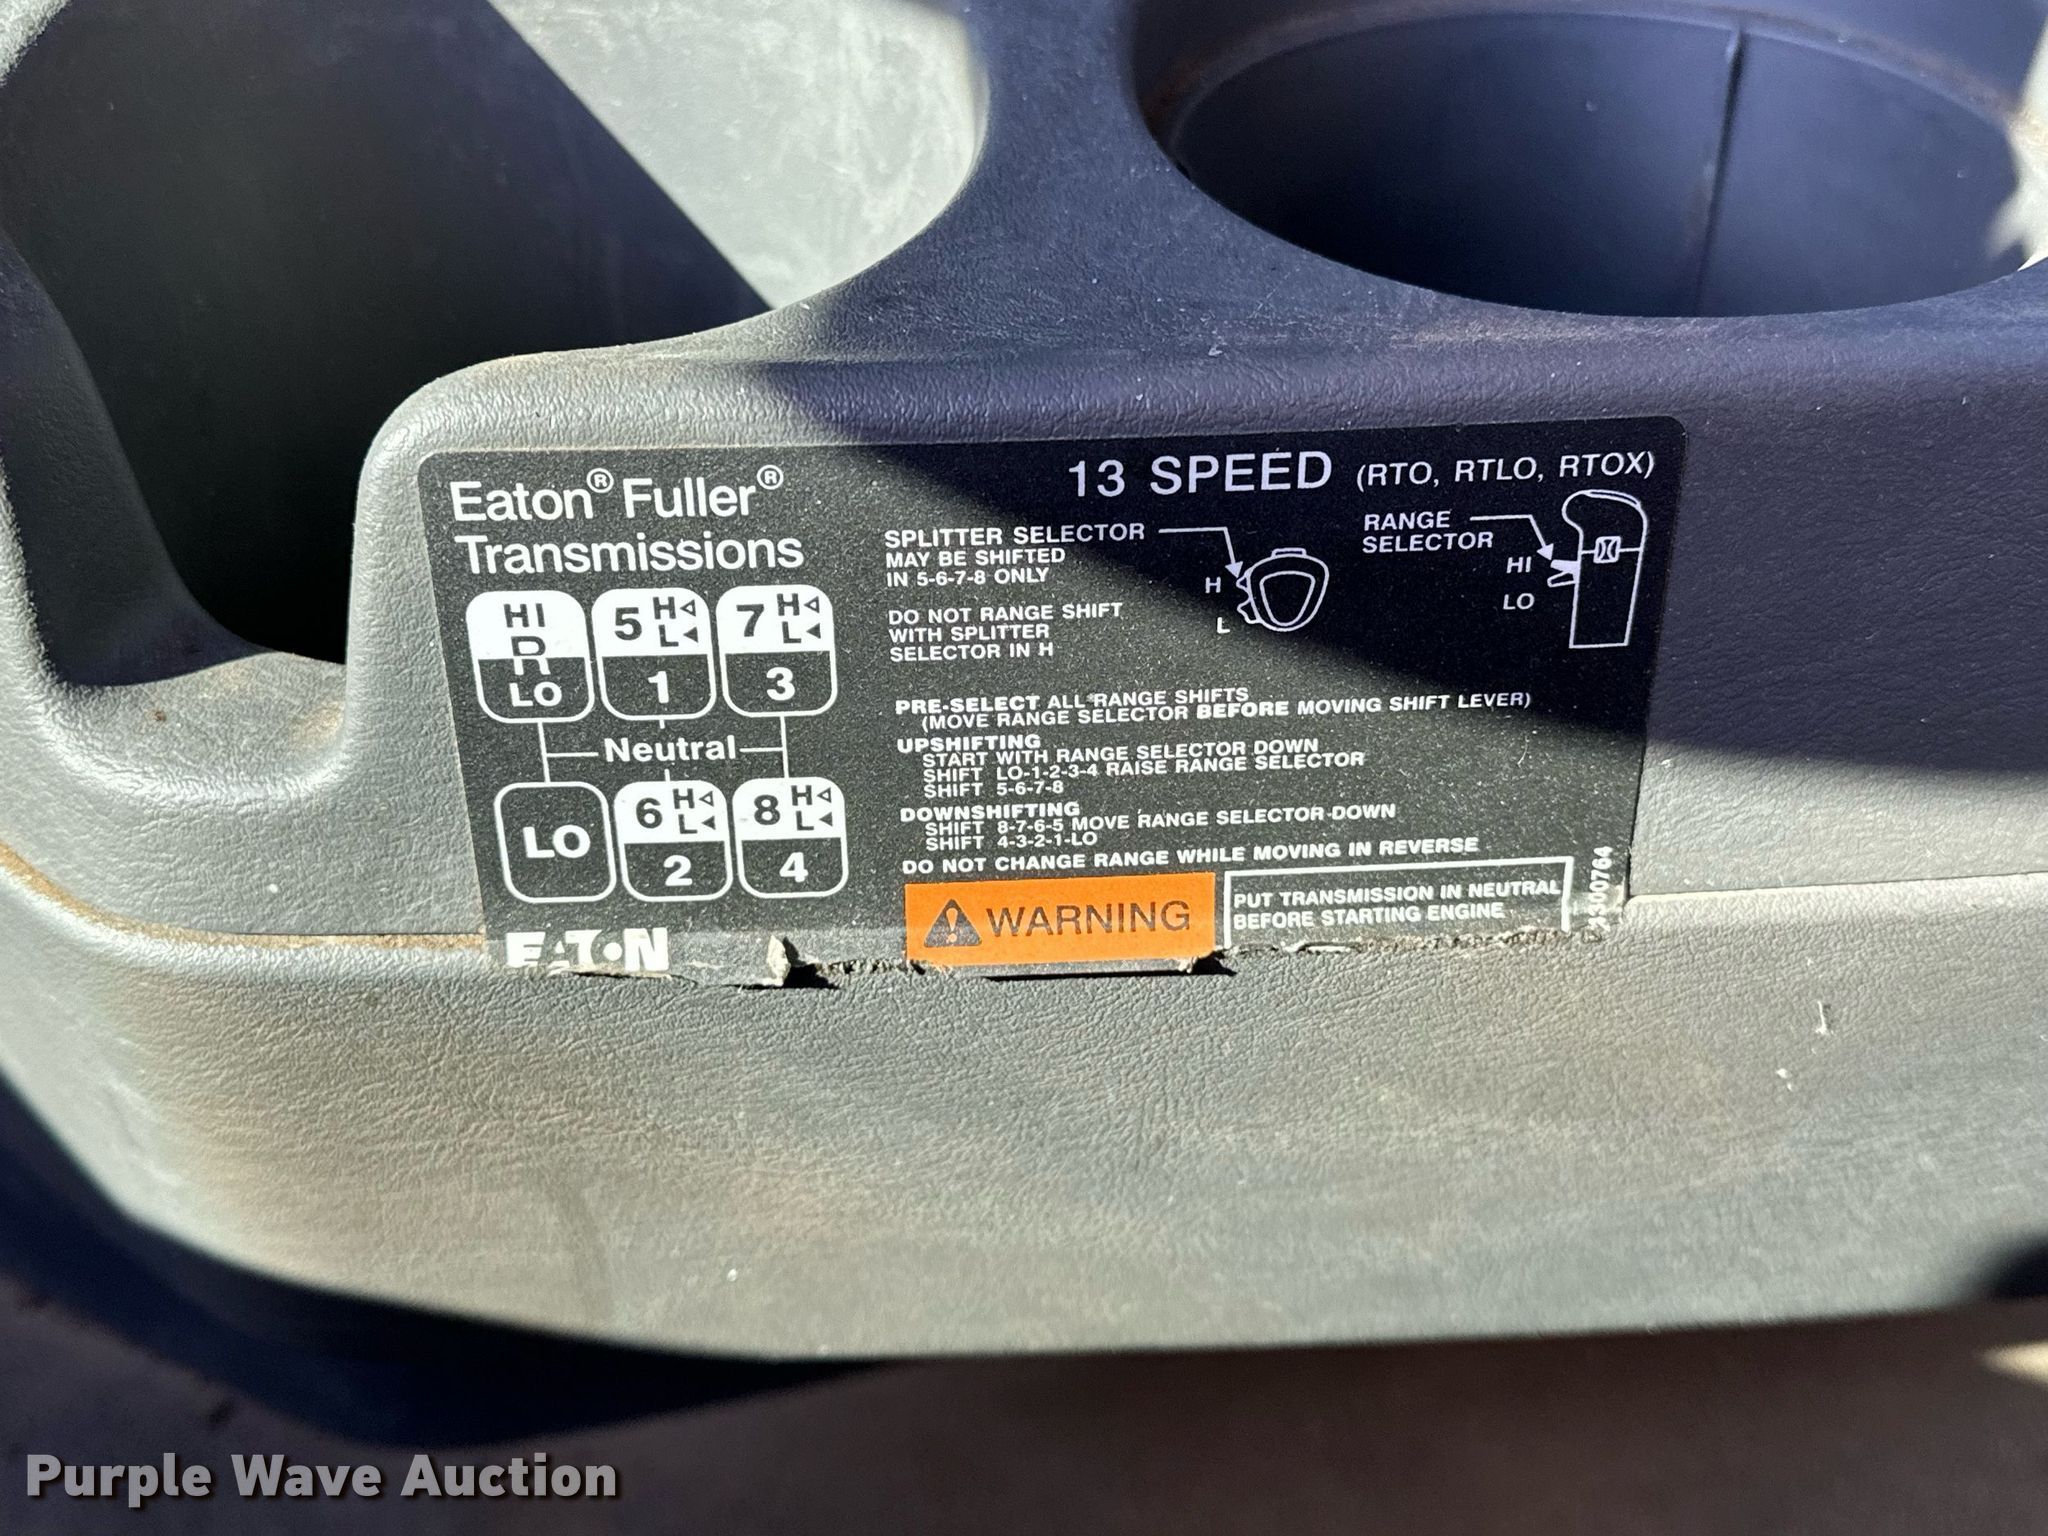 Eaton® Fuller®
Transmissions
13 SPEED (RTO, RTLO, RTOX)
SPLITTER SELECTOR
MAY BE SHIFTED
IN 5-6-7-8 ONLY
H
L
RANGE
SELECTOR
HI
LO
DO NOT RANGE SHIFT
WITH SPLITTER
SELECTOR IN H
HI
R
LO
5 H
L
1
7 H
L
3
Neutral
LO
6 H
L
2
8 H
L
4
PRE-SELECT ALL RANGE SHIFTS
(MOVE RANGE SELECTOR BEFORE MOVING SHIFT LEVER)
UPSHIFTING
START WITH RANGE SELECTOR DOWN
SHIFT LO-1-2-3-4 RAISE RANGE SELECTOR
SHIFT 5-6-7-8
DOWNSHIFTING
SHIFT 8-7-6-5 MOVE RANGE SELECTOR DOWN
SHIFT 4-3-2-1-LO
DO NOT CHANGE RANGE WHILE MOVING IN REVERSE
WARNING
PUT TRANSMISSION IN NEUTRAL
BEFORE STARTING ENGINE
EATON
Purple Wave Auction